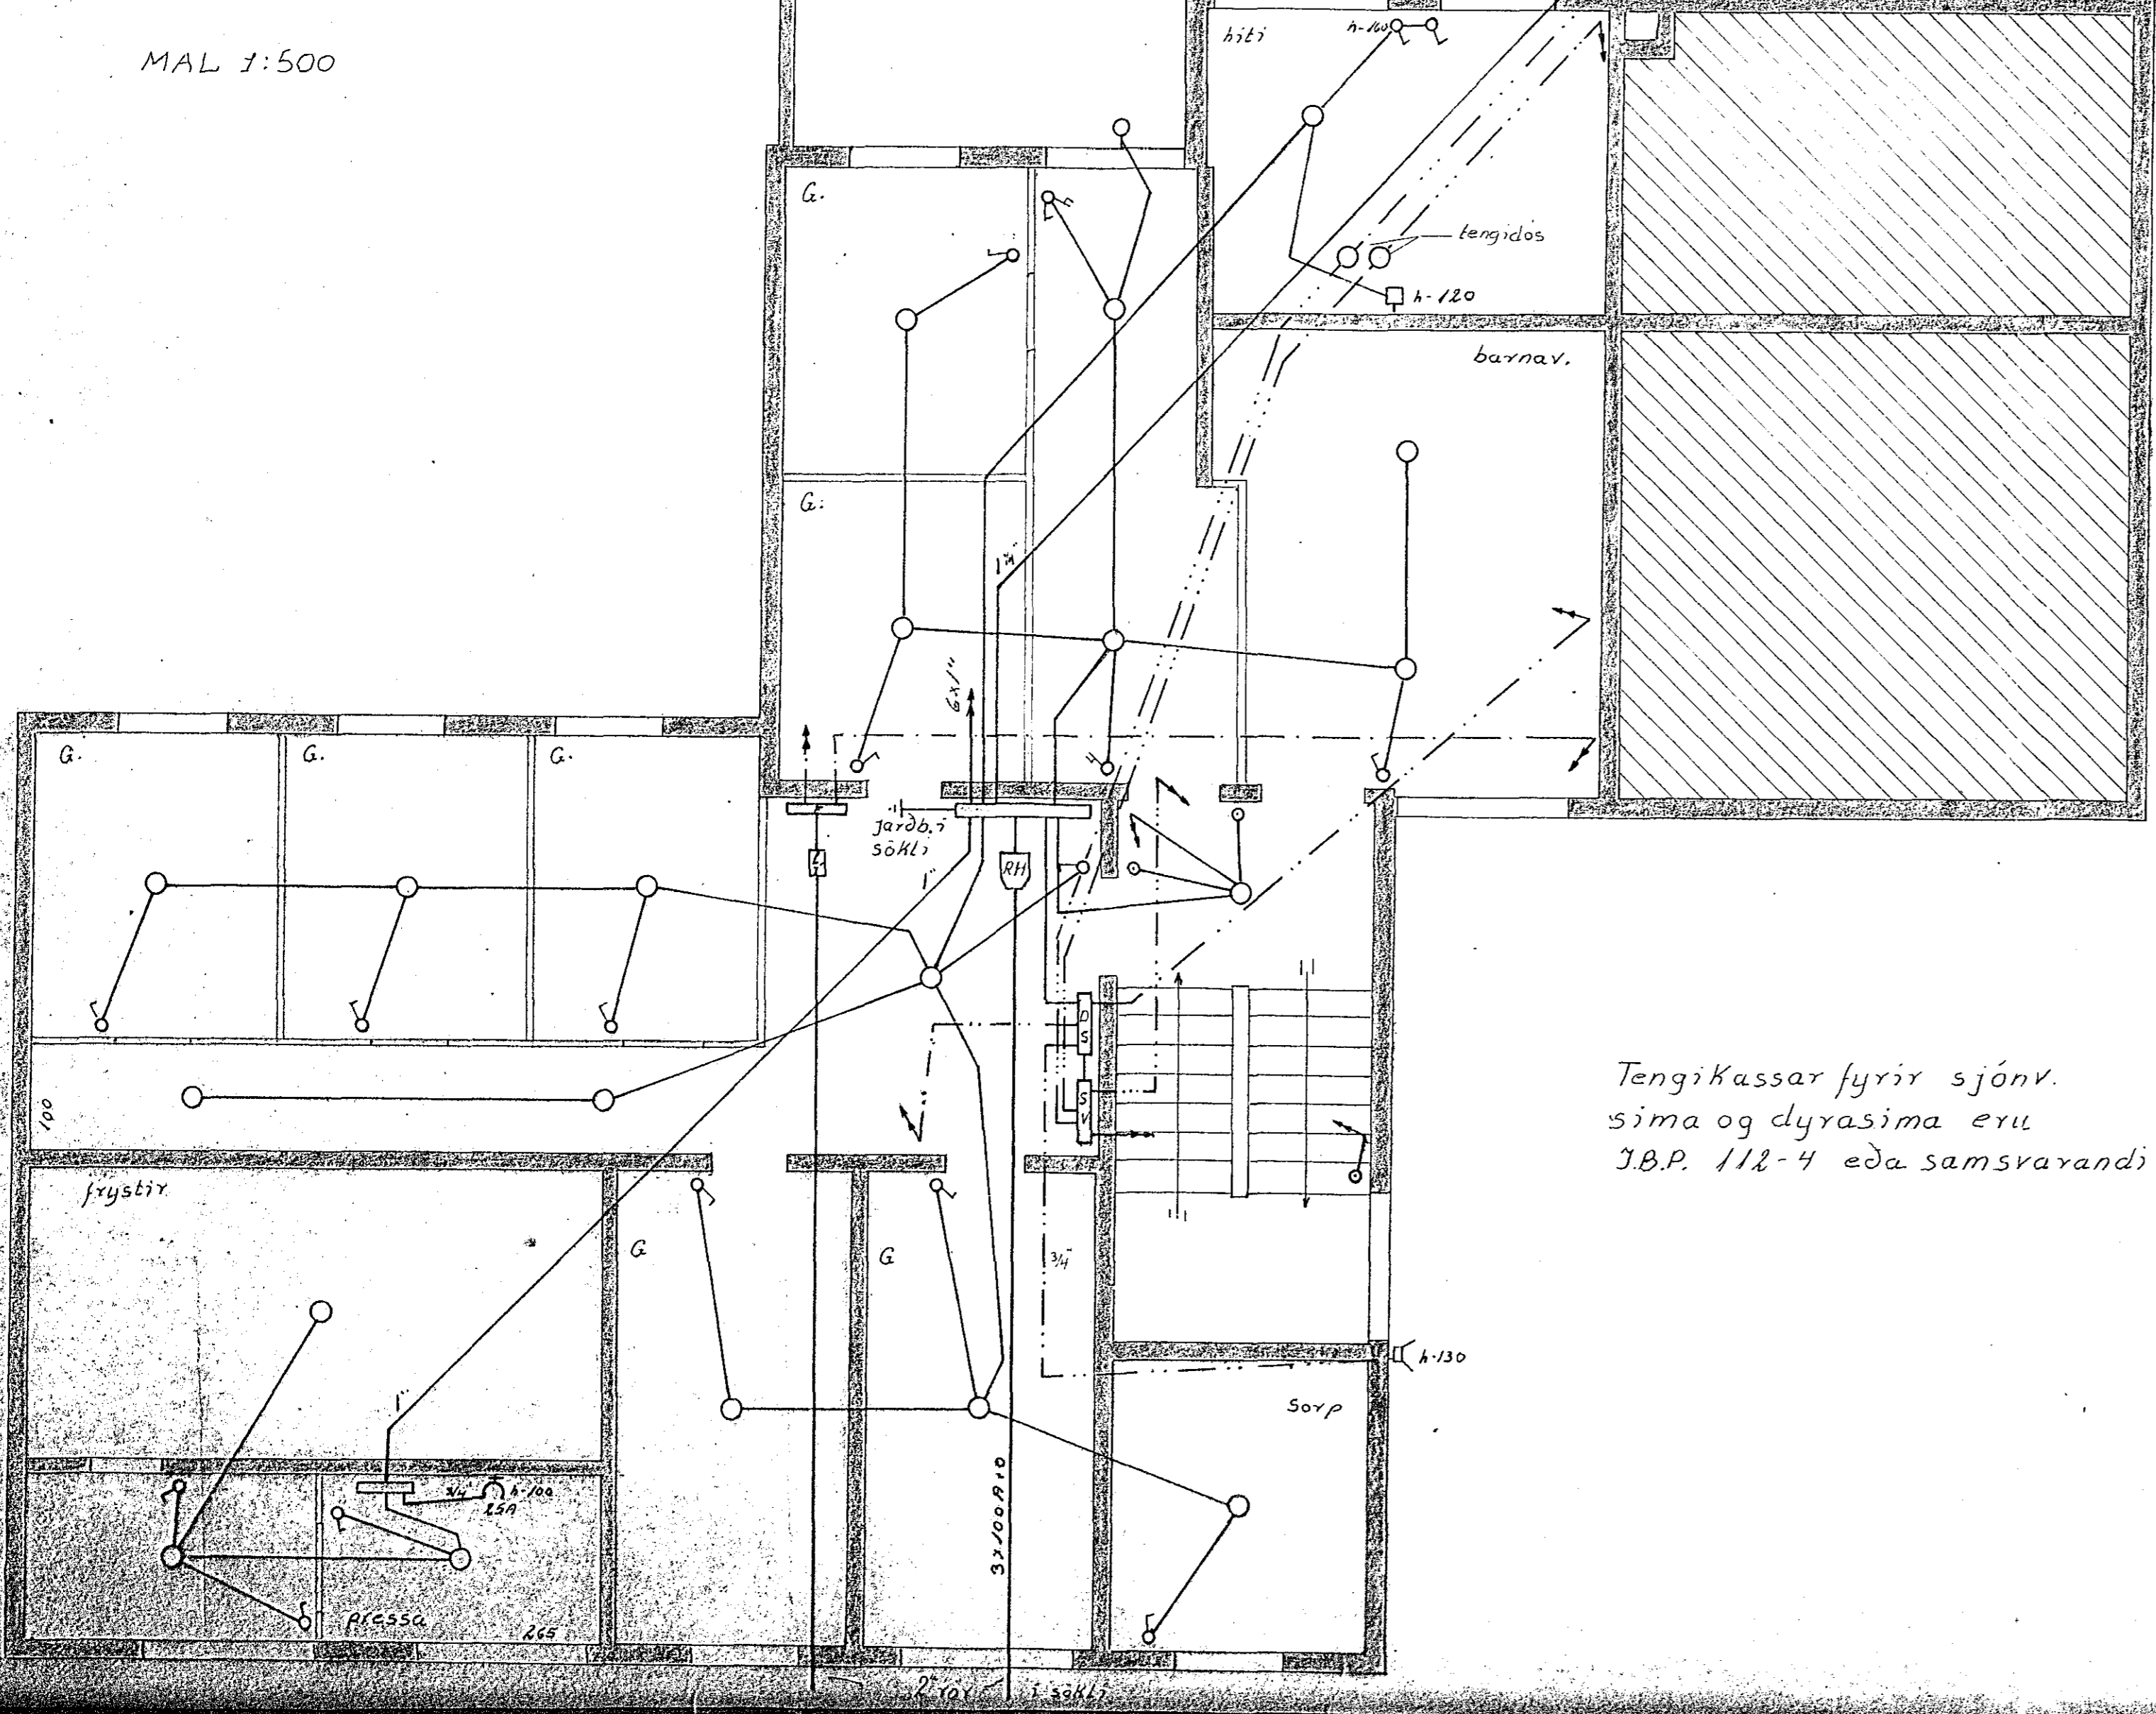 MAL 1:500
hiti
h-160
G.
tengidós
h-120
barnav.
G.
1¼"
6x1"
G.
G.
G.
Jarðb. í
sökli
1"
RH
D
S
S
V
100
Tengikassar fyrir sjónv.
síma og dyrasíma eru
J.B.P. 112-4 eða samsvarandi
frystir
G
G
3/4"
h-130
1"
sorp
3/4
h-100
25A
3x100A+0
pressa
265
2" rör
í sökli